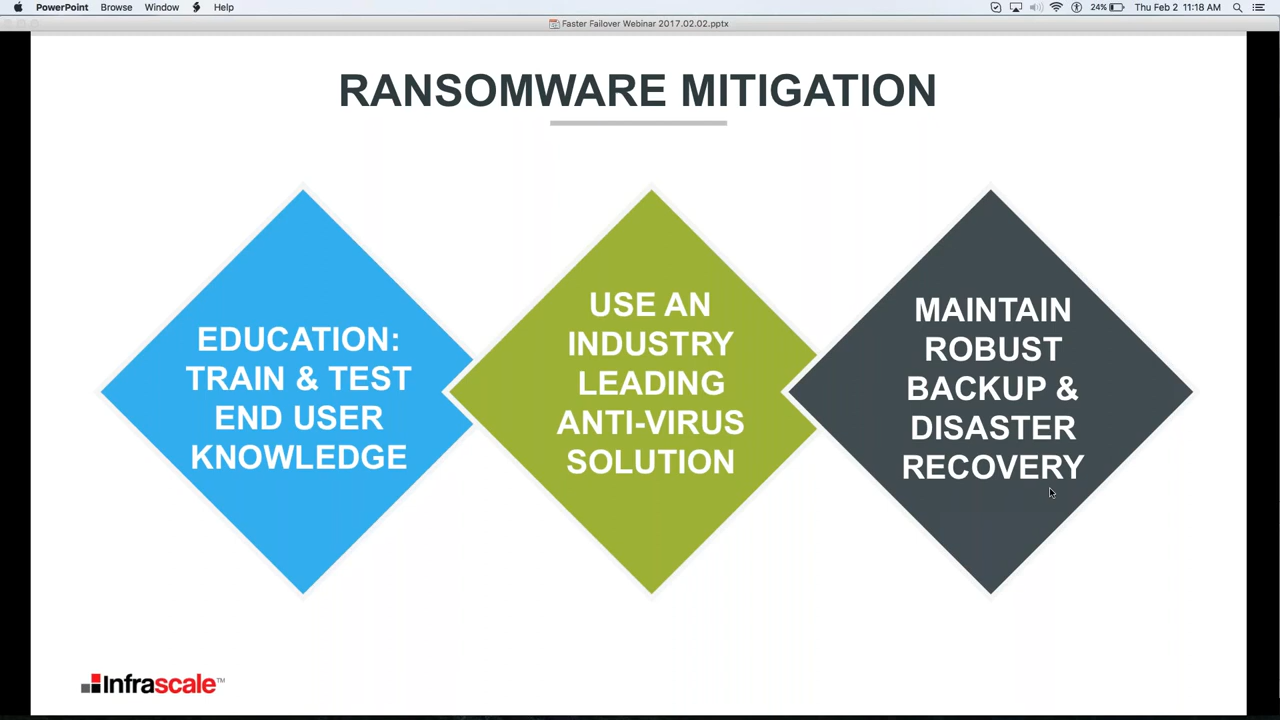 PowerPoint Browse Window Help 24% Thu Feb 2 11:18 AM
Faster Failover Webinar 2017.02.02.pptx
RANSOMWARE MITIGATION
EDUCATION:
TRAIN & TEST
END USER
KNOWLEDGE
USE AN
INDUSTRY
LEADING
ANTI-VIRUS
SOLUTION
MAINTAIN
ROBUST
BACKUP &
DISASTER
RECOVERY
Infrascale™